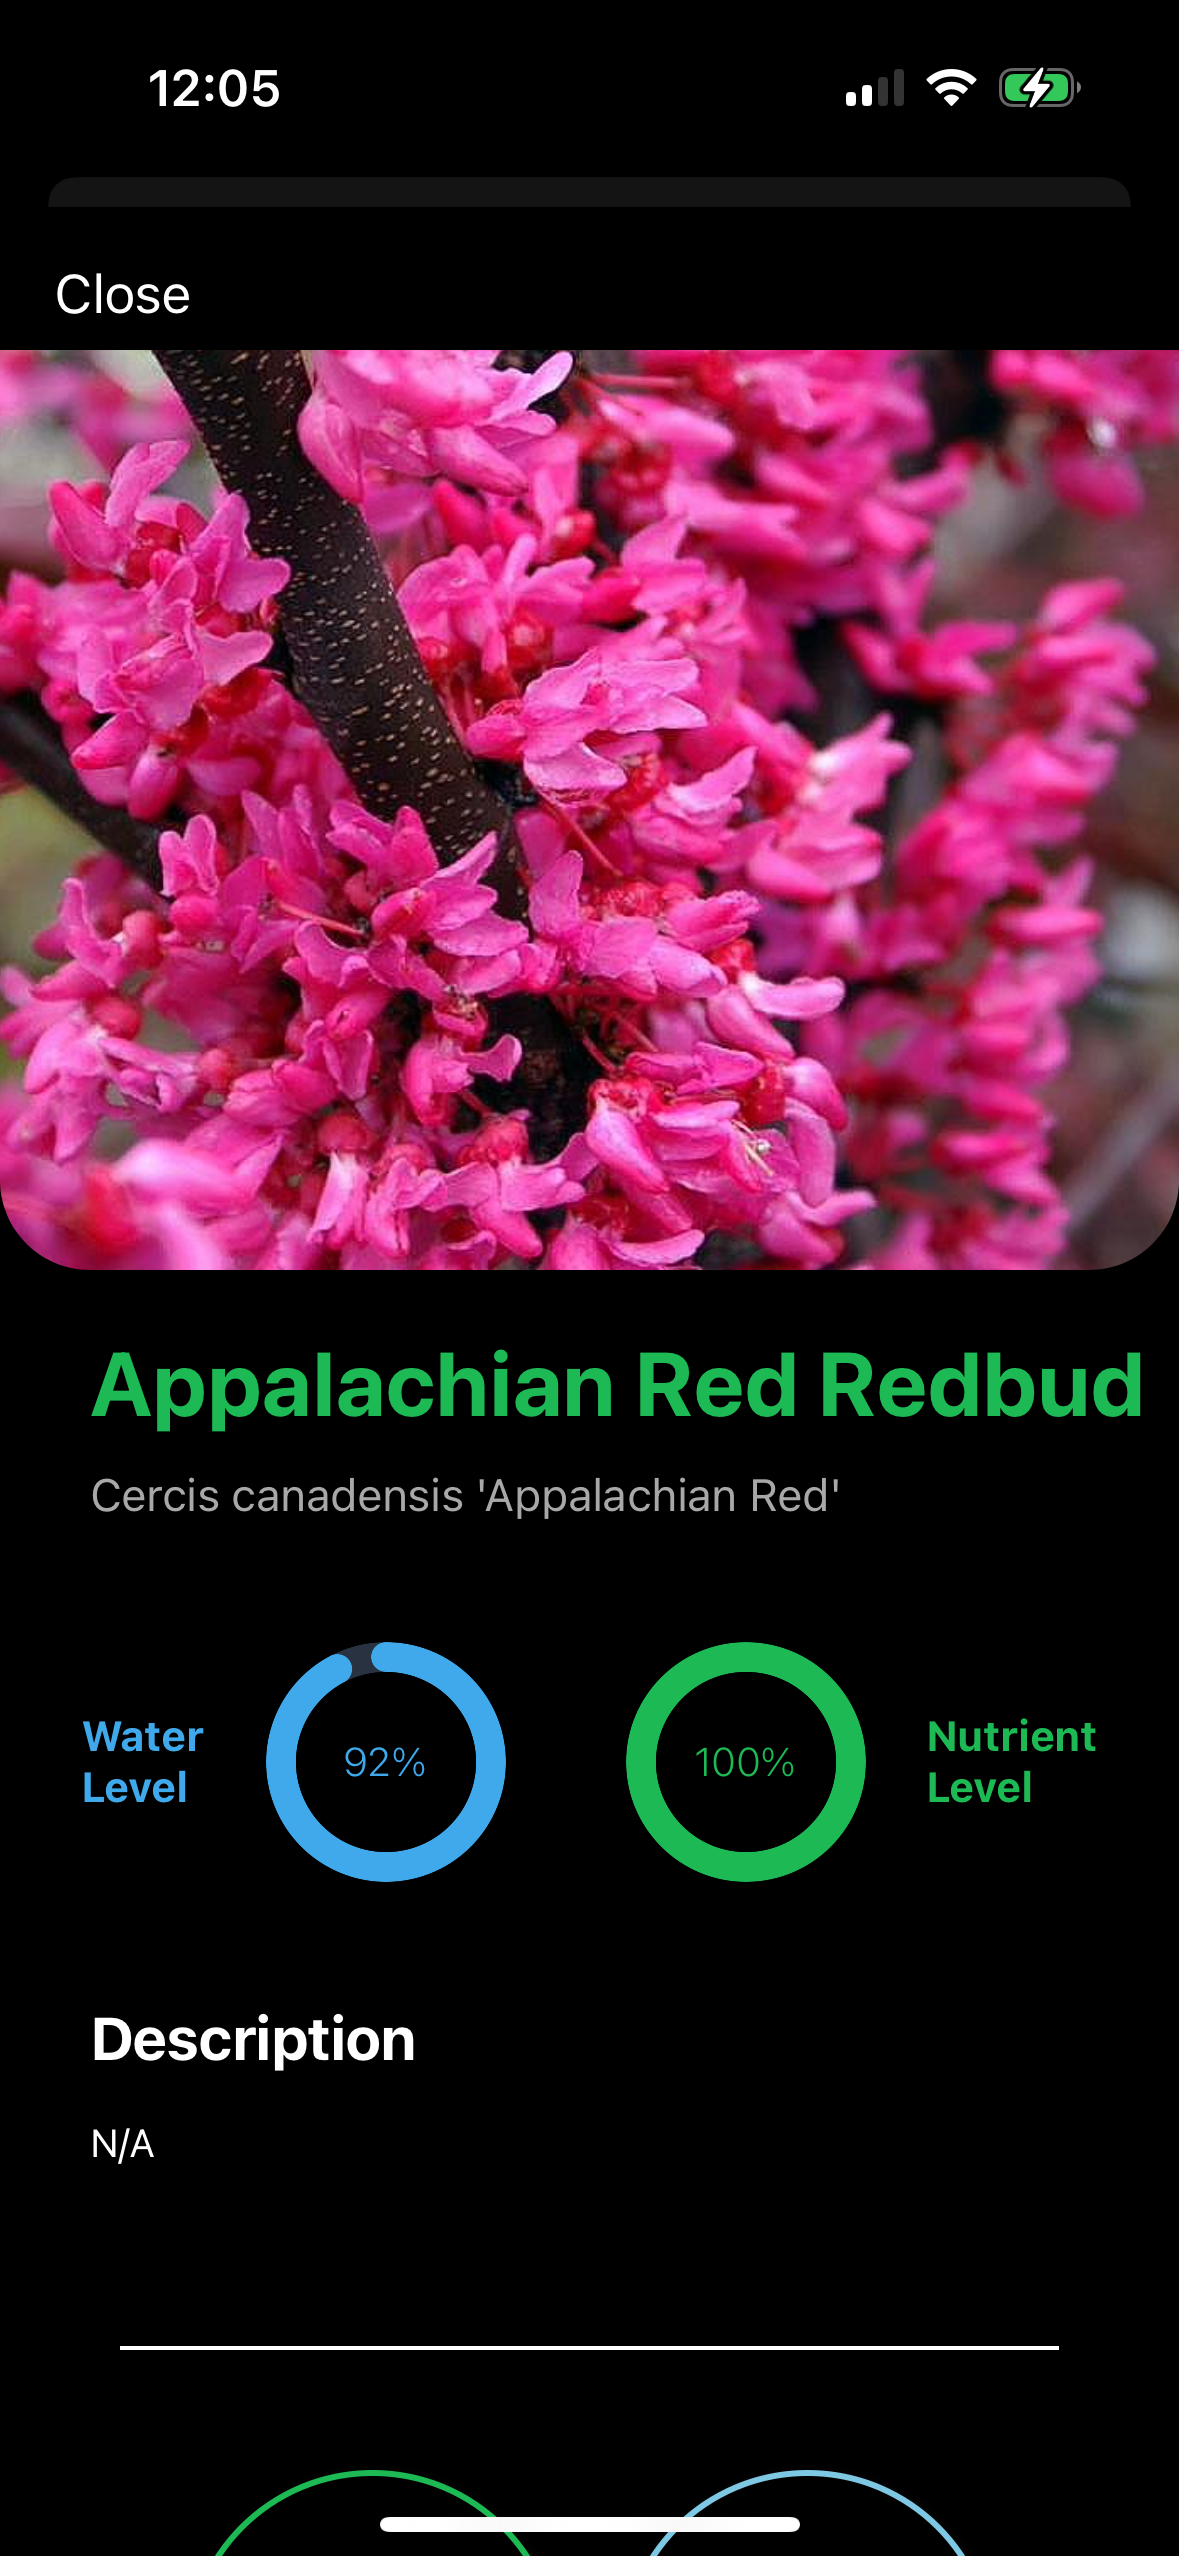 12:05
Close
Appalachian Red Redbud
Cercis canadensis 'Appalachian Red'
Water
Level
92%
100%
Nutrient
Level
Description
N/A